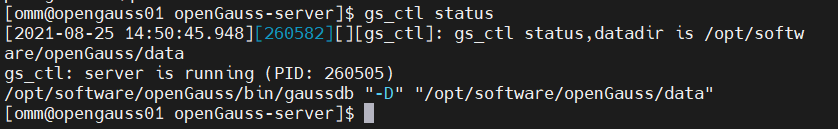 [omm@opengauss01 openGauss-server]$ gs_ctl status
[2021-08-25 14:50:45.948][260582][][gs_ctl]: gs_ctl status,datadir is /opt/softw
are/openGauss/data
gs_ctl: server is running (PID: 260505)
/opt/software/openGauss/bin/gaussdb "-D" "/opt/software/openGauss/data"
[omm@opengauss01 openGauss-server]$